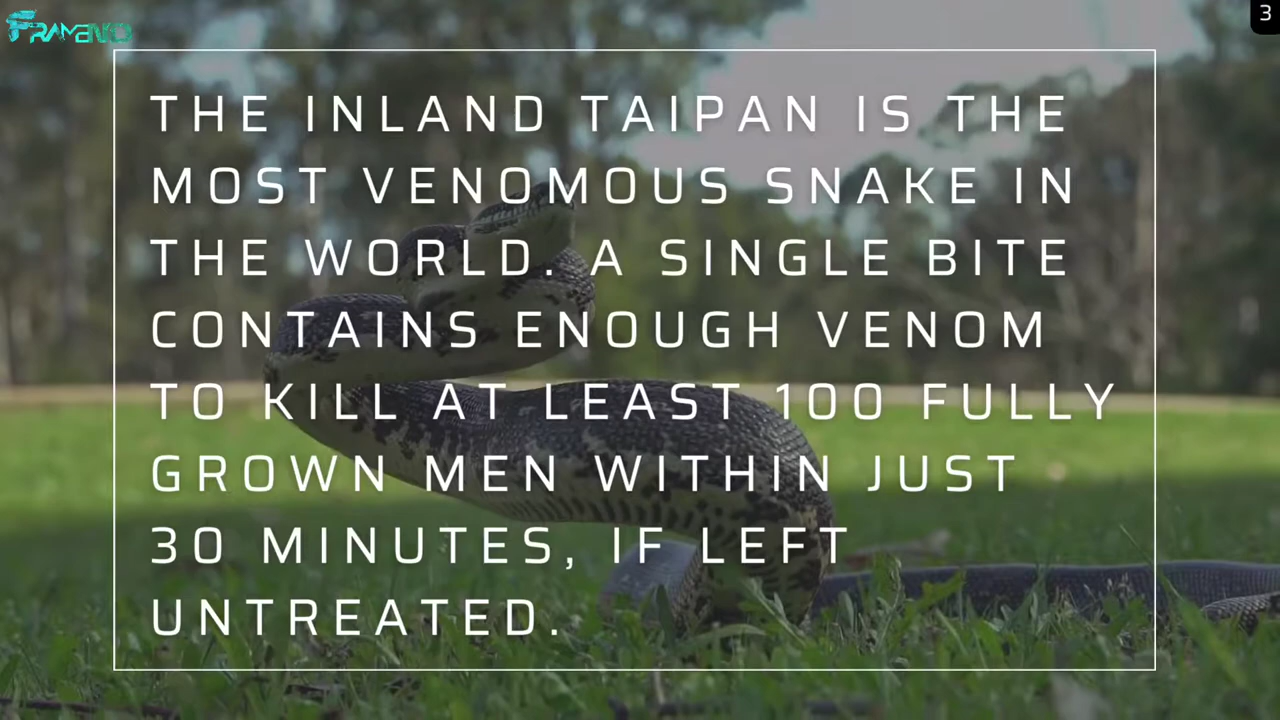 FRAMENO
3
THE INLAND TAIPAN IS THE
MOST VENOMOUS SNAKE IN
THE WORLD. A SINGLE BITE
CONTAINS ENOUGH VENOM
TO KILL AT LEAST 100 FULLY
GROWN MEN WITHIN JUST
30 MINUTES, IF LEFT
UNTREATED.